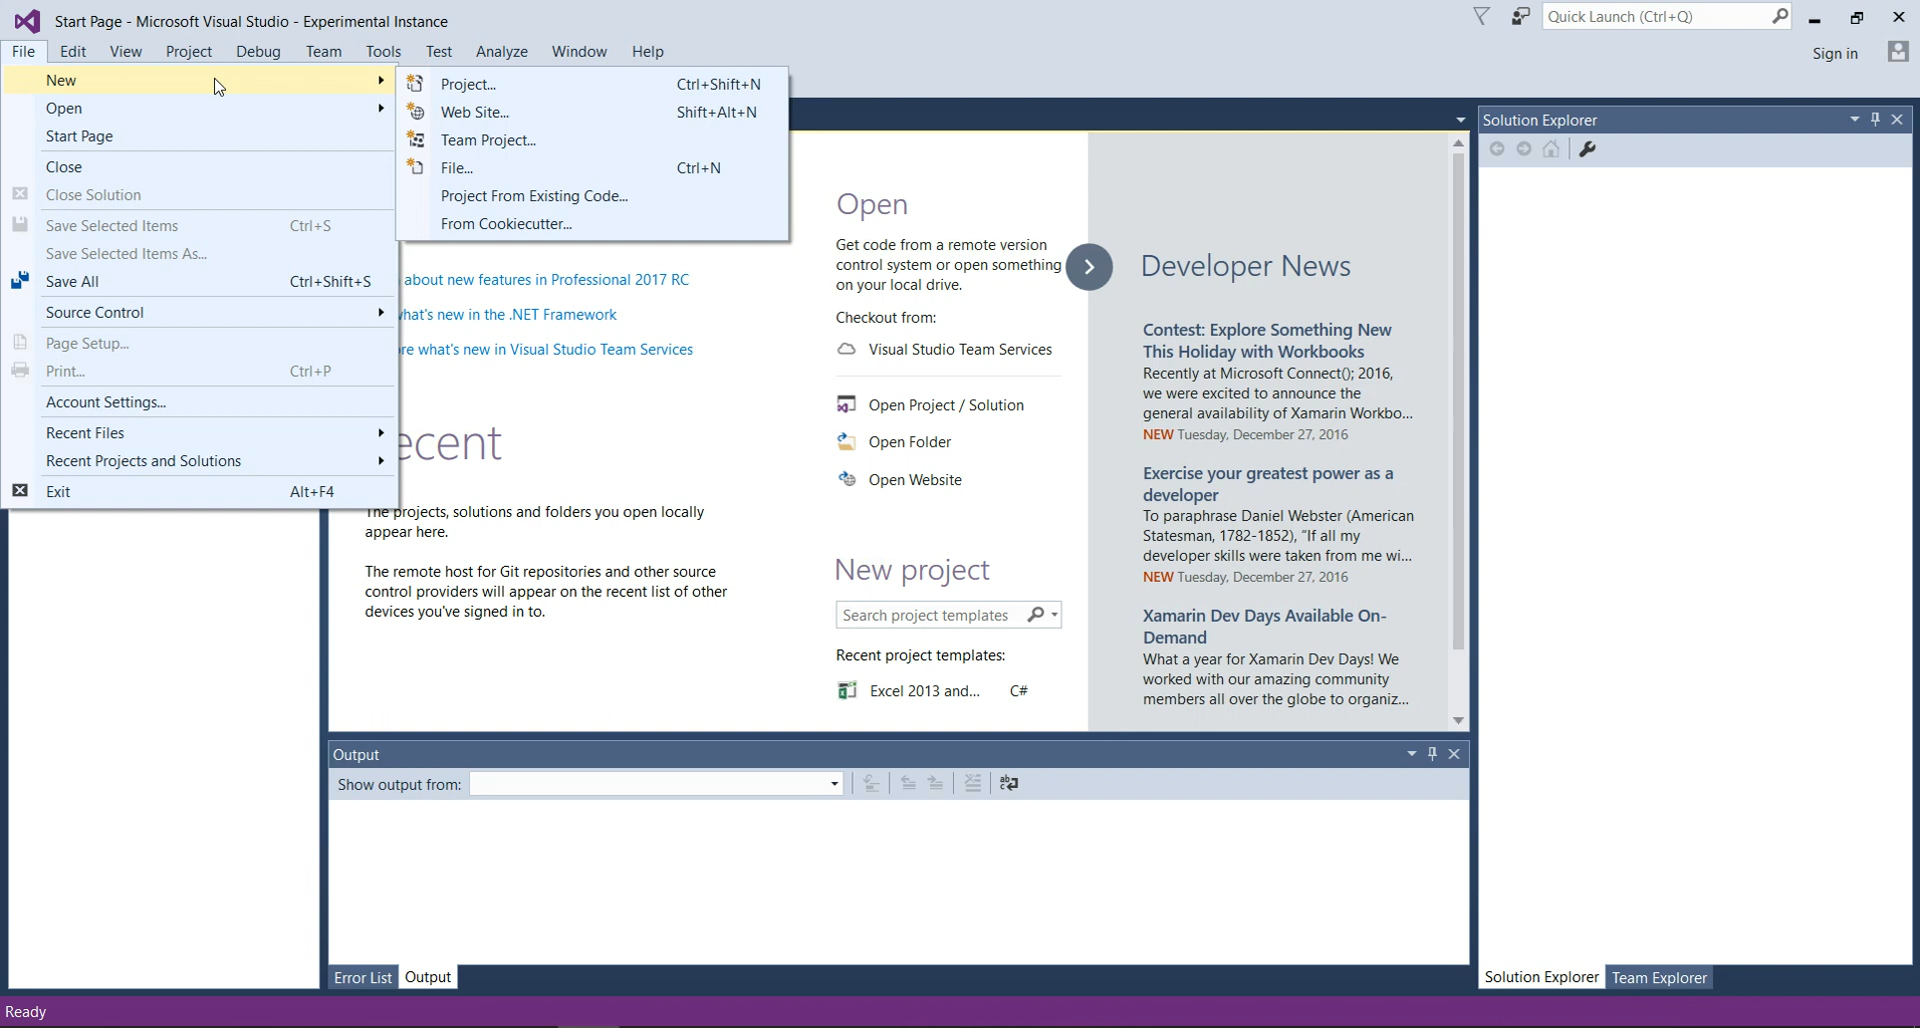 Start Page - Microsoft Visual Studio - Experimental Instance
Quick Launch (Ctrl+Q)
File Edit View Project Debug Team Tools Test Analyze Window Help
Sign in
New
Open
Start Page
Close
Close Solution
Save Selected Items Ctrl+S
Save Selected Items As...
Save All Ctrl+Shift+S
Source Control
Page Setup...
Print... Ctrl+P
Account Settings...
Recent Files
Recent Projects and Solutions
Exit Alt+F4
Project... Ctrl+Shift+N
Web Site... Shift+Alt+N
Team Project...
File... Ctrl+N
Project From Existing Code...
From Cookiecutter...
about new features in Professional 2017 RC
what's new in the .NET Framework
what's new in Visual Studio Team Services
ecent
The projects, solutions and folders you open locally
appear here.
The remote host for Git repositories and other source
control providers will appear on the recent list of other
devices you've signed in to.
Open
Get code from a remote version
control system or open something
on your local drive.
Checkout from:
Visual Studio Team Services
Open Project / Solution
Open Folder
Open Website
New project
Search project templates
Recent project templates:
Excel 2013 and... C#
Developer News
Contest: Explore Something New
This Holiday with Workbooks
Recently at Microsoft Connect(); 2016,
we were excited to announce the
general availability of Xamarin Workbo...
NEW Tuesday, December 27, 2016
Exercise your greatest power as a
developer
To paraphrase Daniel Webster (American
Statesman, 1782-1852), "If all my
developer skills were taken from me wi...
NEW Tuesday, December 27, 2016
Xamarin Dev Days Available On-
Demand
What a year for Xamarin Dev Days! We
worked with our amazing community
members all over the globe to organiz...
Solution Explorer
Output
Show output from:
Error List Output
Solution Explorer Team Explorer
Ready